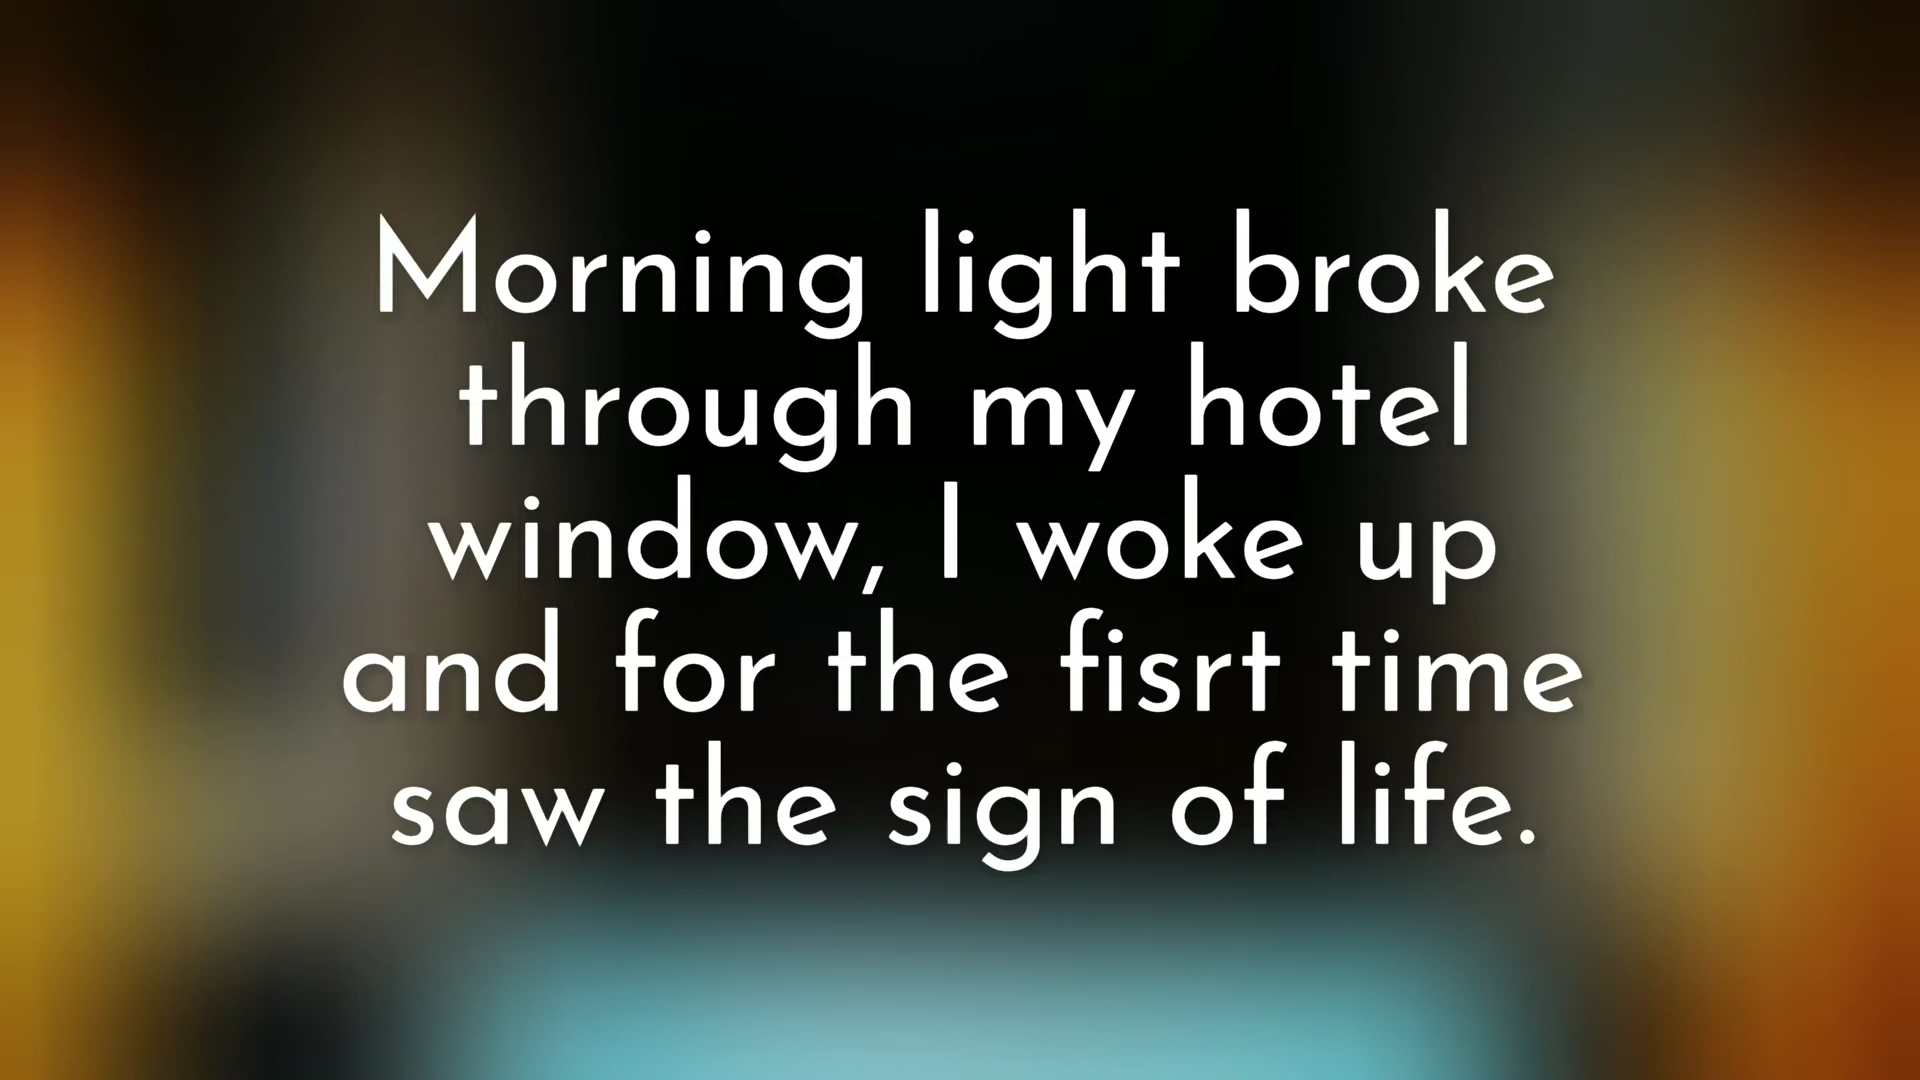 Morning light broke
through my hotel
window, I woke up
and for the fisrt time
saw the sign of life.